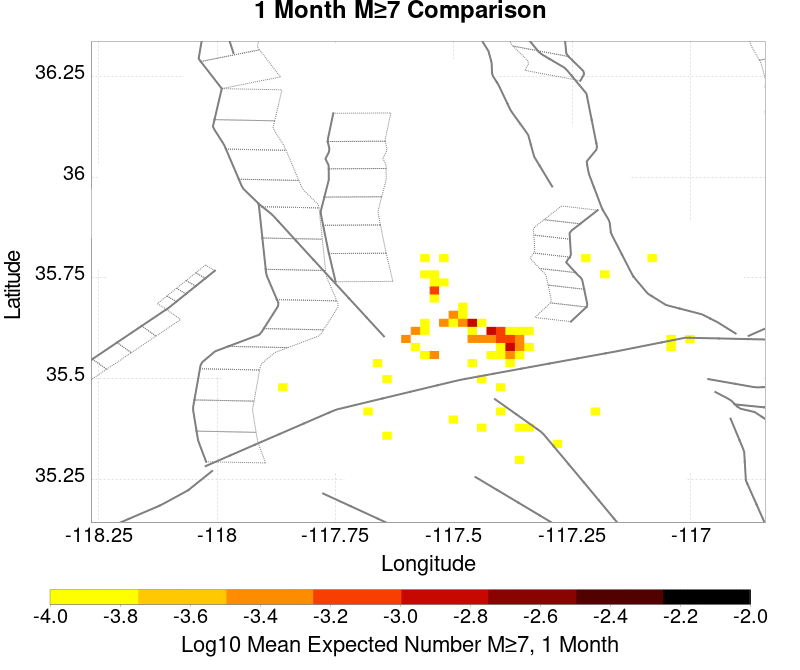 1 Month M≥7 Comparison
36.25
36
35.75
35.5
35.25
Latitude
-118.25 -118 -117.75 -117.5 -117.25 -117
Longitude
-4.0 -3.8 -3.6 -3.4 -3.2 -3.0 -2.8 -2.6 -2.4 -2.2 -2.0
Log10 Mean Expected Number M≥7, 1 Month